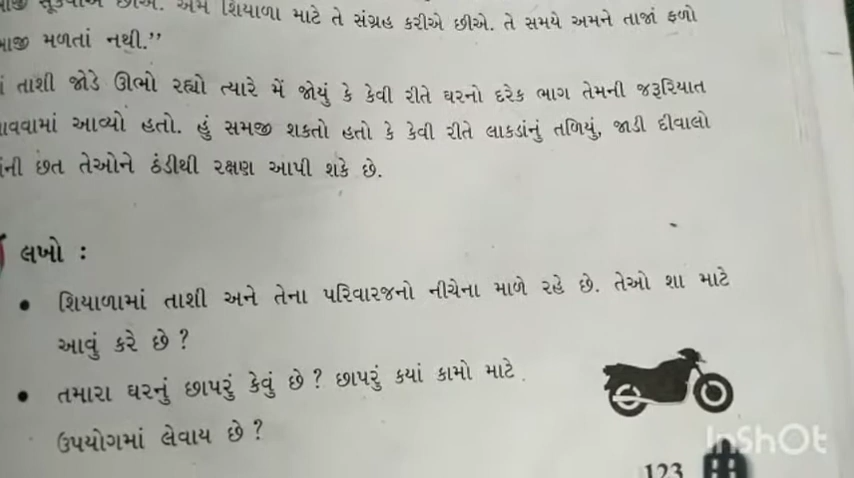 અમે શિયાળા માટે તે સંગ્રહ કરીએ છીએ. તે સમયે અમને તાજાં ફળો
મળતાં નથી.”
તાશી જોડે ઊભો રહ્યો ત્યારે મેં જોયું કે કેવી રીતે ઘરનો દરેક ભાગ તેમની જરૂરિયાત
આવ્યો હતો. હું સમજી શકતો હતો કે કેવી રીતે લાકડાંનું તળિયું, જાડી દીવાલો
છત તેઓને ઠંડીથી રક્ષણ આપી શકે છે.
લખો :
• શિયાળામાં તાશી અને તેના પરિવારજનો નીચેના માળે રહે છે. તેઓ શા માટે
આવું કરે છે ?
• તમારા ઘરનું છાપરું કેવું છે ? છાપરું કયાં કામો માટે
ઉપયોગમાં લેવાય છે ?
InShOt
123